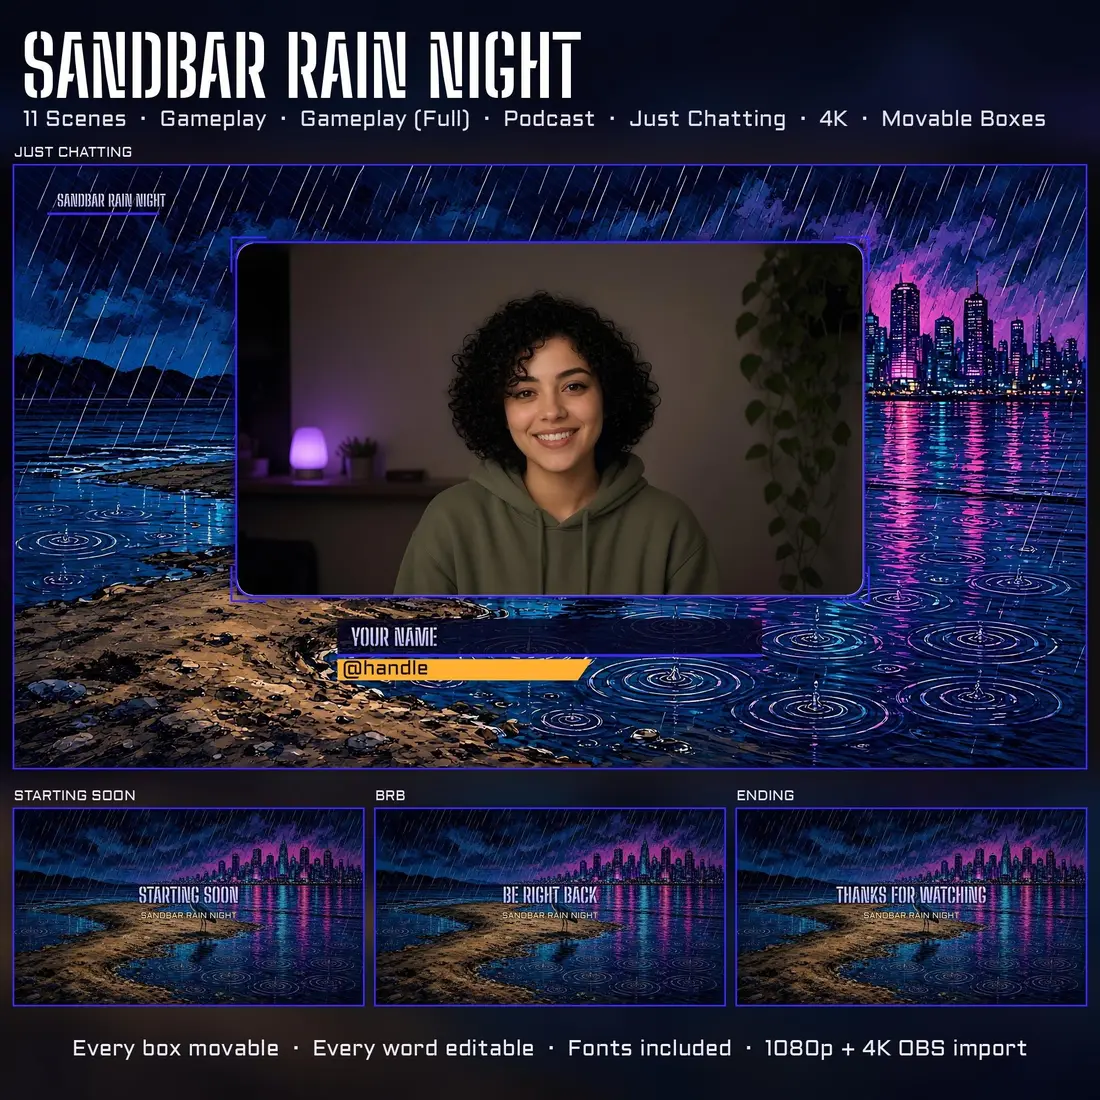 SANDBAR RAIN NIGHT
11 Scenes · Gameplay · Gameplay (Full) · Podcast · Just Chatting · 4K · Movable Boxes
JUST CHATTING
SANDBAR RAIN NIGHT
YOUR NAME
@handle
STARTING SOON
STARTING SOON
SANDBAR RAIN NIGHT
BRB
BE RIGHT BACK
SANDBAR RAIN NIGHT
ENDING
THANKS FOR WATCHING
SANDBAR RAIN NIGHT
Every box movable · Every word editable · Fonts included · 1080p + 4K OBS import